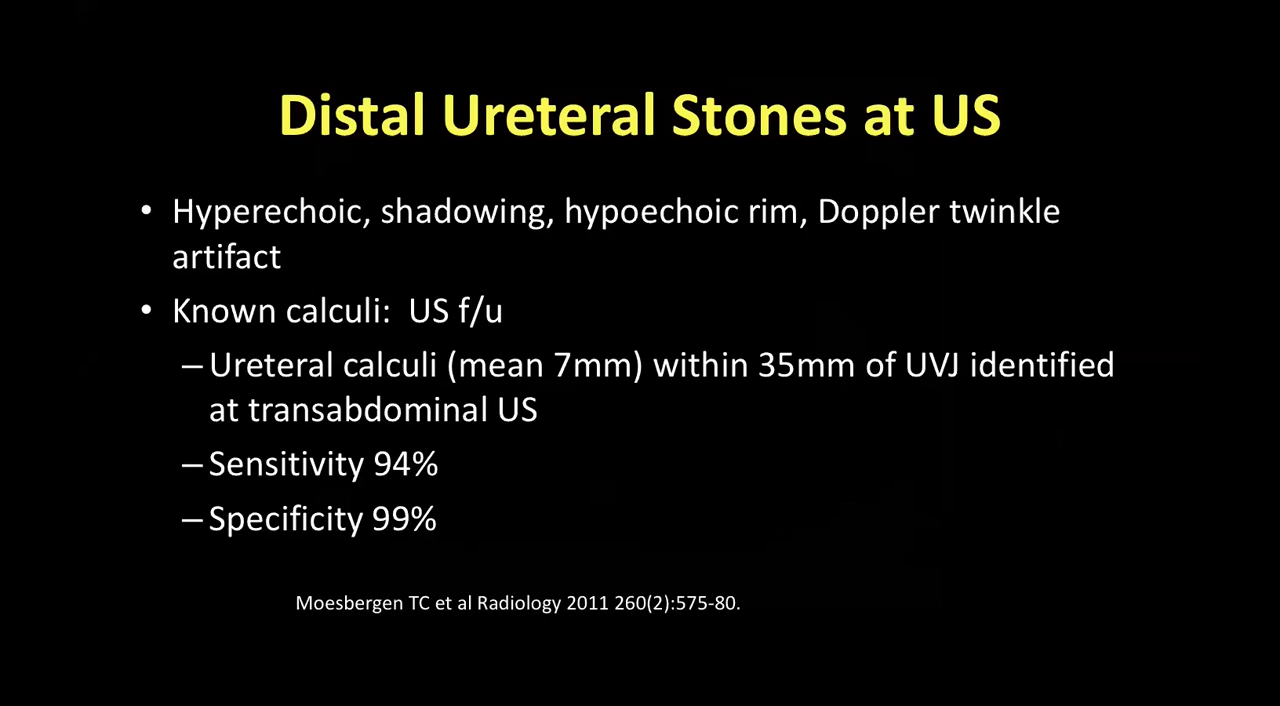 Distal Ureteral Stones at US
• Hyperechoic, shadowing, hypoechoic rim, Doppler twinkle
artifact
• Known calculi:  US f/u
–Ureteral calculi (mean 7mm) within 35mm of UVJ identified
at transabdominal US
–Sensitivity 94%
–Specificity 99%
Moesbergen TC et al Radiology 2011 260(2):575-80.